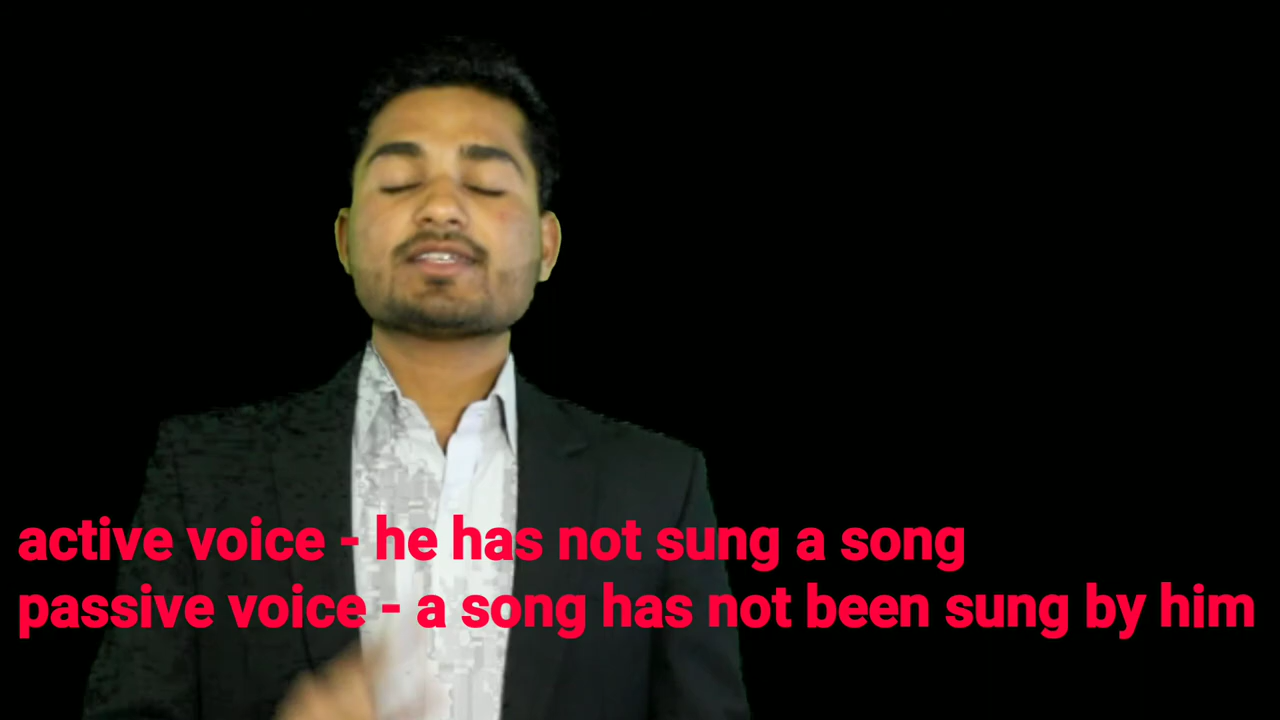 active voice - he has not sung a song
passive voice - a song has not been sung by him